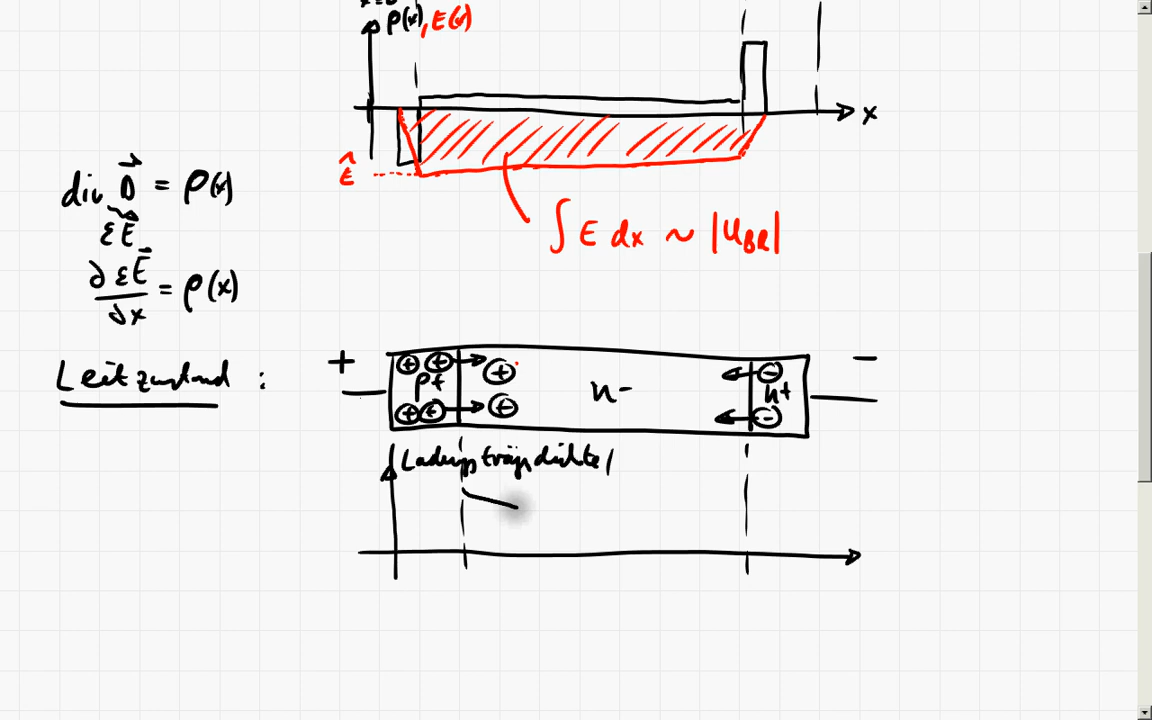 ρ(x), E(x)
x
Ê
div D⃗ = ρ(x)
εE⃗
∂εE⃗/∂x = ρ(x)
∫ E dx ~ |U_BR|
Leitzustand :
+ −
⊕ ⊕ → ⊕ ← ⊖
p+ n- n+
⊕ ⊕ → ⊕ ← ⊖
Ladungsträgerdichte